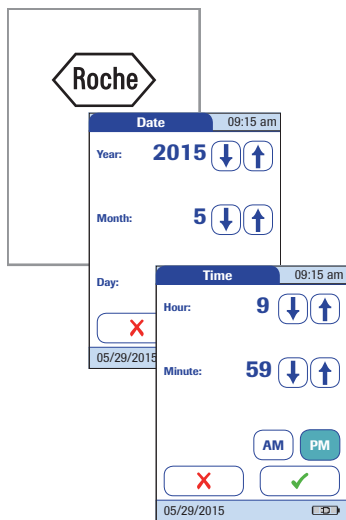 Roche
Date 09:15 am
Year: 2015
Month: 5
Day:
05/29/2015
Time 09:15 am
Hour: 9
Minute: 59
AM PM
05/29/2015